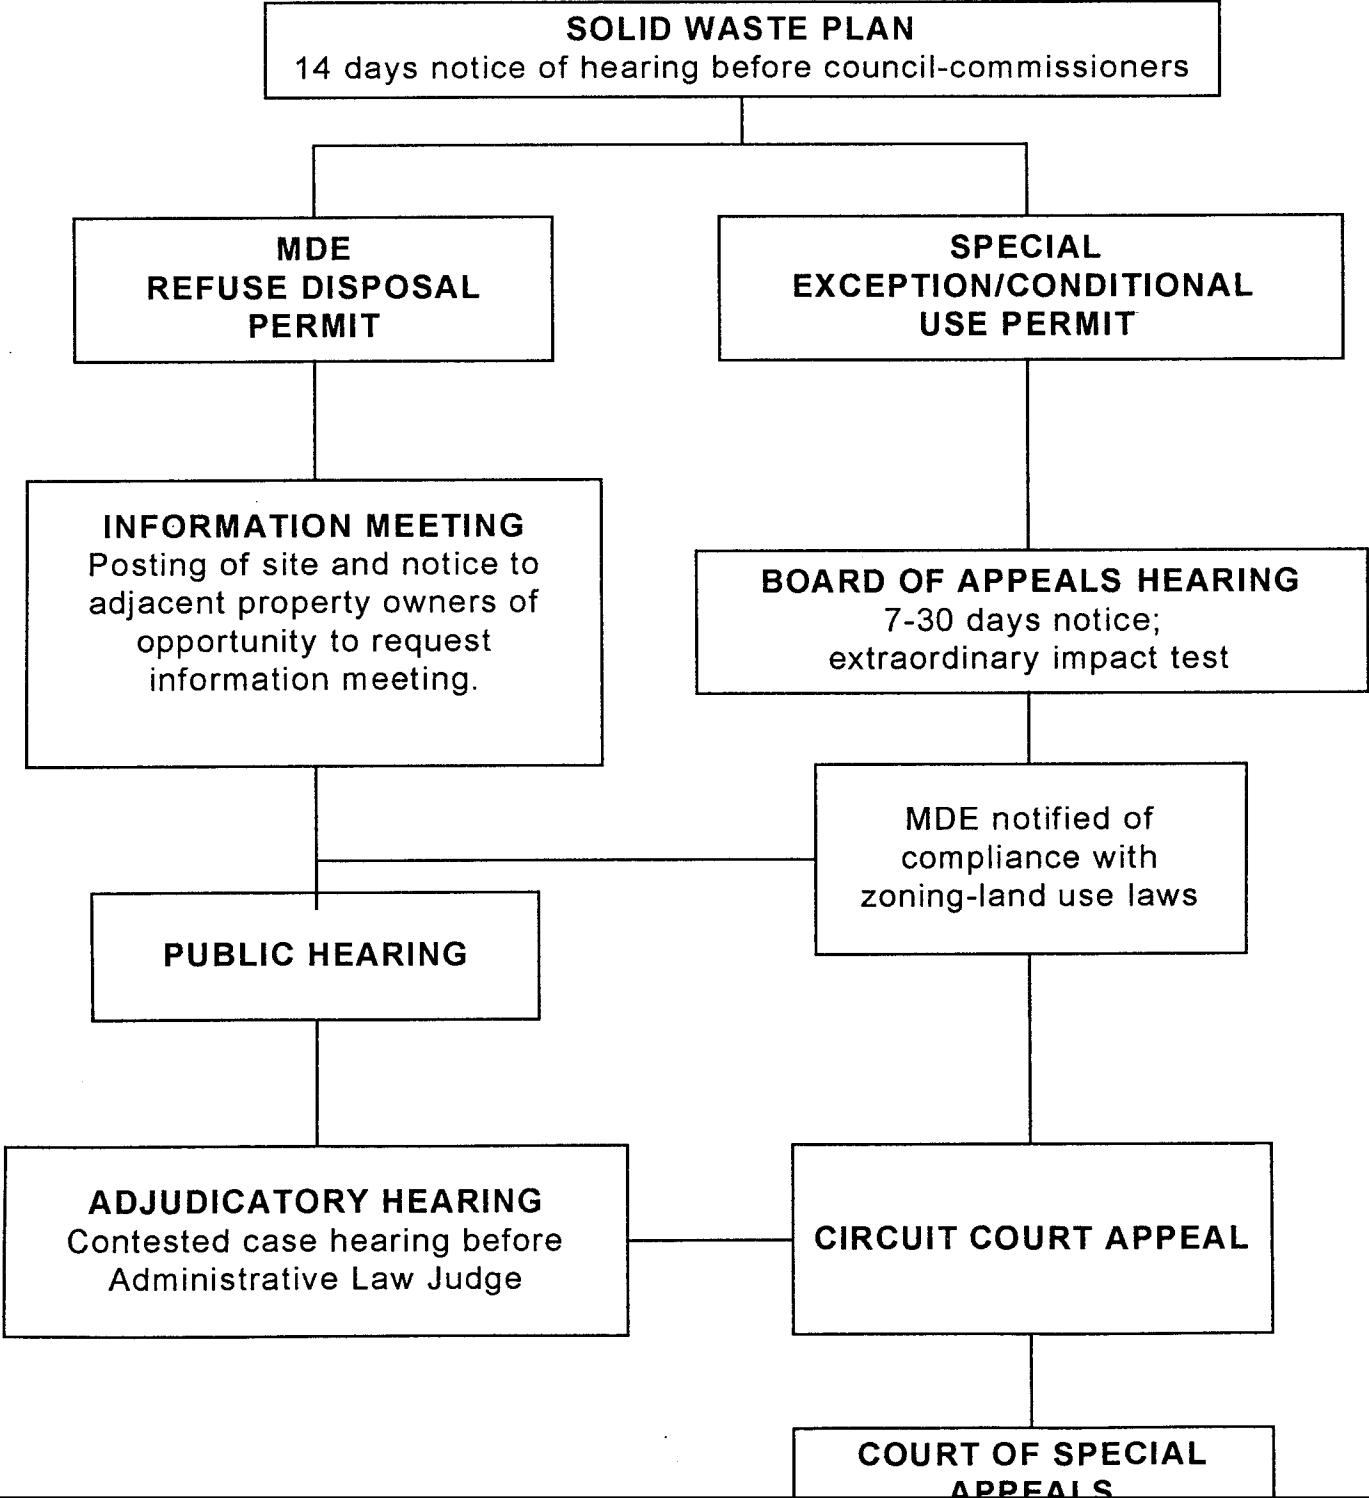 SOLID WASTE PLAN
14 days notice of hearing before council-commissioners
MDE
REFUSE DISPOSAL
PERMIT
SPECIAL
EXCEPTION/CONDITIONAL
USE PERMIT
INFORMATION MEETING
Posting of site and notice to
adjacent property owners of
opportunity to request
information meeting.
BOARD OF APPEALS HEARING
7-30 days notice;
extraordinary impact test
MDE notified of
compliance with
zoning-land use laws
PUBLIC HEARING
ADJUDICATORY HEARING
Contested case hearing before
Administrative Law Judge
CIRCUIT COURT APPEAL
COURT OF SPECIAL
APPEALS